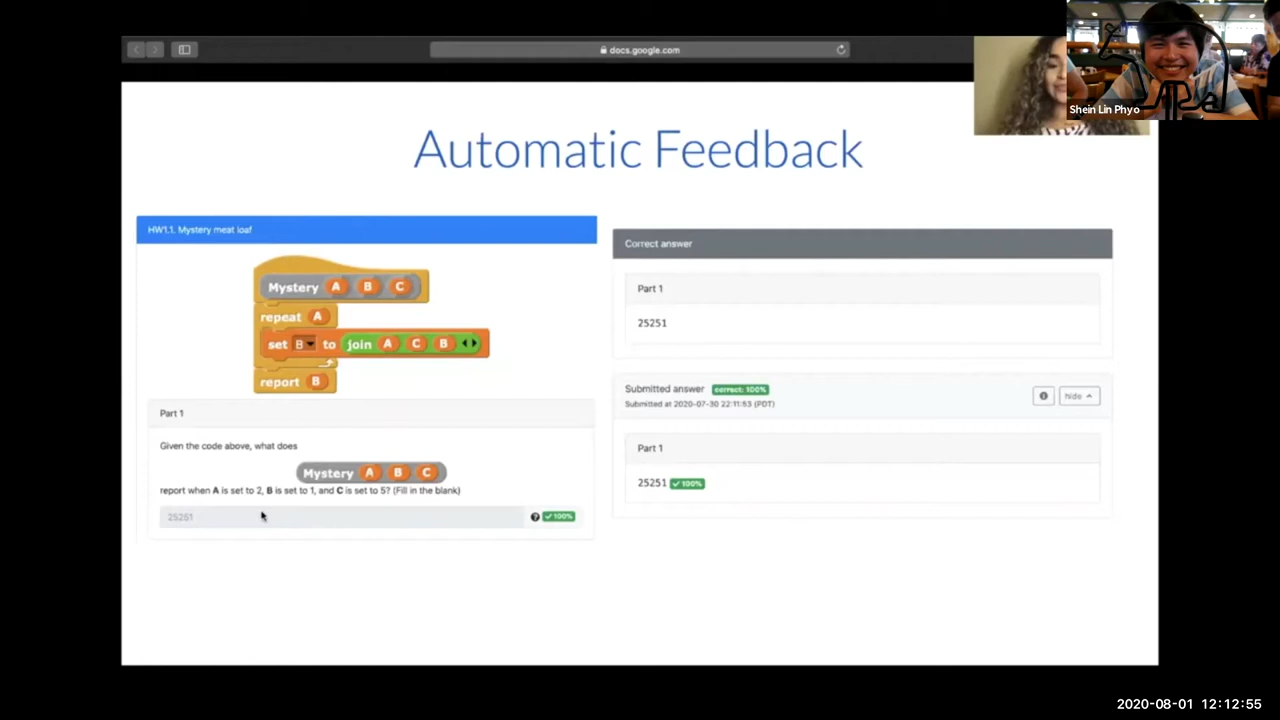 docs.google.com
Shein Lin Phyo
Automatic Feedback
HW1.1. Mystery meat loaf
Mystery A B C
repeat A
set B to join A C B
report B
Part 1
Given the code above, what does
Mystery A B C
report when A is set to 2, B is set to 1, and C is set to 5? (Fill in the blank)
25251
? 100%
Correct answer
Part 1
25251
Submitted answer correct: 100%
Submitted at 2020-07-30 22:11:53 (PDT)
hide
Part 1
25251 100%
2020-08-01 12:12:55